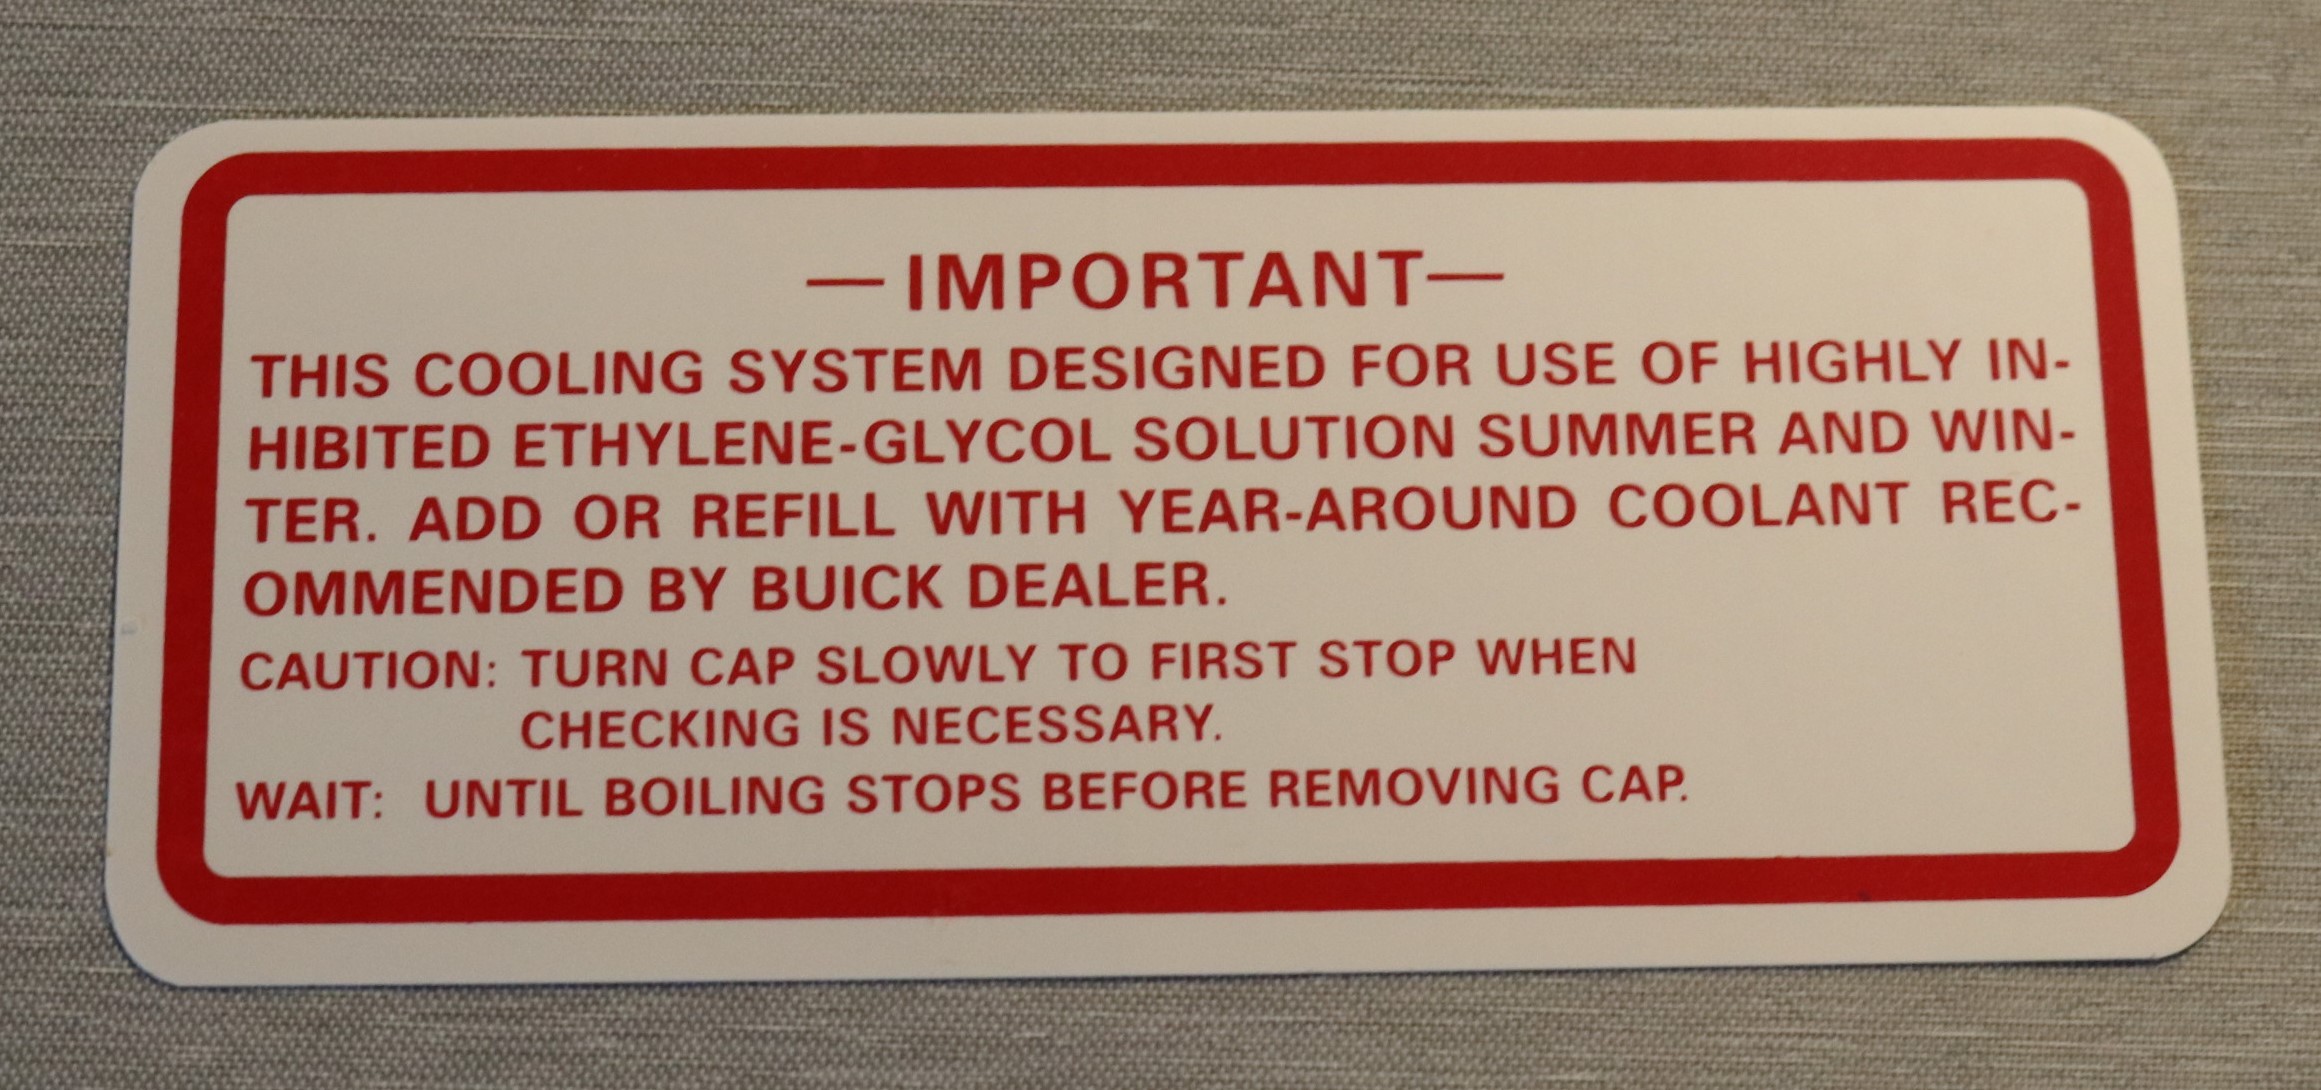 —IMPORTANT—
THIS COOLING SYSTEM DESIGNED FOR USE OF HIGHLY IN-
HIBITED ETHYLENE-GLYCOL SOLUTION SUMMER AND WIN-
TER. ADD OR REFILL WITH YEAR-AROUND COOLANT REC-
OMMENDED BY BUICK DEALER.
CAUTION: TURN CAP SLOWLY TO FIRST STOP WHEN
CHECKING IS NECESSARY.
WAIT: UNTIL BOILING STOPS BEFORE REMOVING CAP.